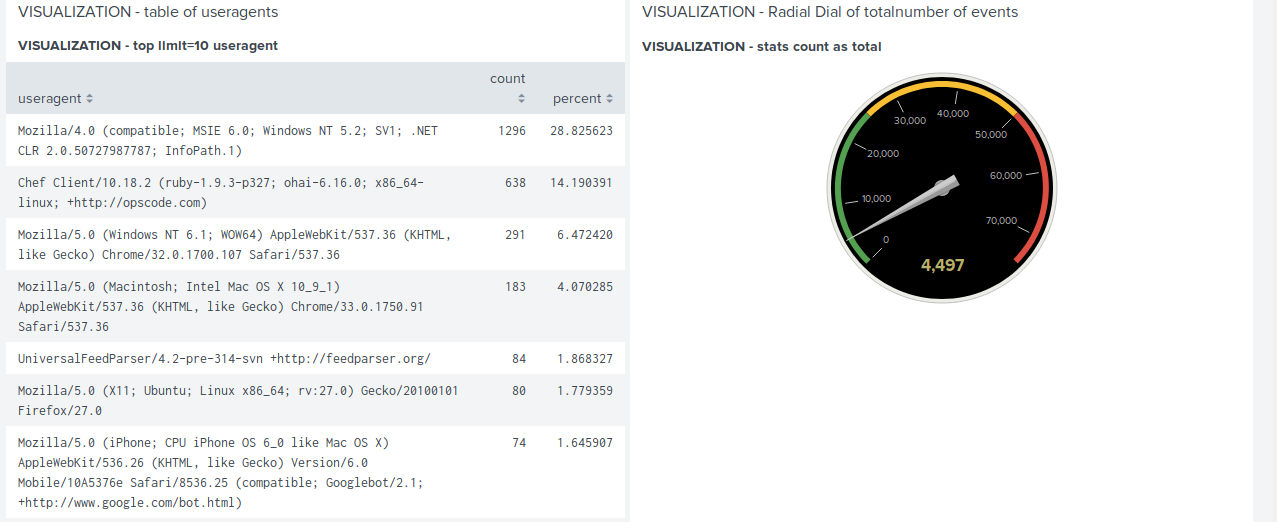 VISUALIZATION - table of useragents
VISUALIZATION - top limit=10 useragent
useragent count percent
Mozilla/4.0 (compatible; MSIE 6.0; Windows NT 5.2; SV1; .NET 1296 28.825623
CLR 2.0.50727987787; InfoPath.1)
Chef Client/10.18.2 (ruby-1.9.3-p327; ohai-6.16.0; x86_64- 638 14.190391
linux; +http://opscode.com)
Mozilla/5.0 (Windows NT 6.1; WOW64) AppleWebKit/537.36 (KHTML, 291 6.472420
like Gecko) Chrome/32.0.1700.107 Safari/537.36
Mozilla/5.0 (Macintosh; Intel Mac OS X 10_9_1) 183 4.070285
AppleWebKit/537.36 (KHTML, like Gecko) Chrome/33.0.1750.91
Safari/537.36
UniversalFeedParser/4.2-pre-314-svn +http://feedparser.org/ 84 1.868327
Mozilla/5.0 (X11; Ubuntu; Linux x86_64; rv:27.0) Gecko/20100101 80 1.779359
Firefox/27.0
Mozilla/5.0 (iPhone; CPU iPhone OS 6_0 like Mac OS X) 74 1.645907
AppleWebKit/536.26 (KHTML, like Gecko) Version/6.0
Mobile/10A5376e Safari/8536.25 (compatible; Googlebot/2.1;
+http://www.google.com/bot.html)
VISUALIZATION - Radial Dial of totalnumber of events
VISUALIZATION - stats count as total
0
10,000
20,000
30,000
40,000
50,000
60,000
70,000
4,497